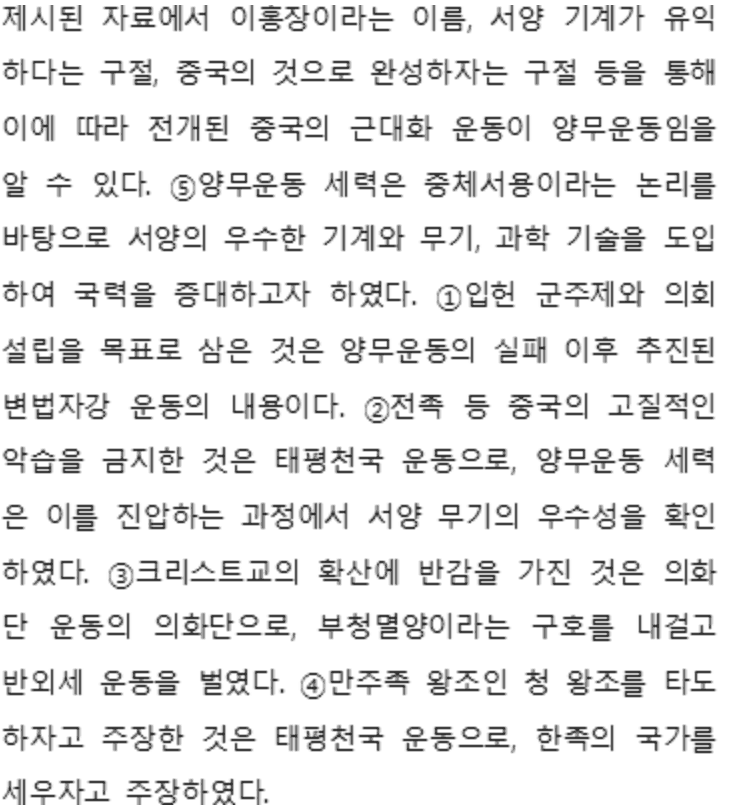 제시된 자료에서 이홍장이라는 이름, 서양 기계가 유익
하다는 구절, 중국의 것으로 완성하자는 구절 등을 통해
이에 따라 전개된 중국의 근대화 운동이 양무운동임을
알 수 있다. ⑤양무운동 세력은 중체서용이라는 논리를
바탕으로 서양의 우수한 기계와 무기, 과학 기술을 도입
하여 국력을 증대하고자 하였다. ①입헌 군주제와 의회
설립을 목표로 삼은 것은 양무운동의 실패 이후 추진된
변법자강 운동의 내용이다. ②전족 등 중국의 고질적인
악습을 금지한 것은 태평천국 운동으로, 양무운동 세력
은 이를 진압하는 과정에서 서양 무기의 우수성을 확인
하였다. ③크리스트교의 확산에 반감을 가진 것은 의화
단 운동의 의화단으로, 부청멸양이라는 구호를 내걸고
반외세 운동을 벌였다. ④만주족 왕조인 청 왕조를 타도
하자고 주장한 것은 태평천국 운동으로, 한족의 국가를
세우자고 주장하였다.